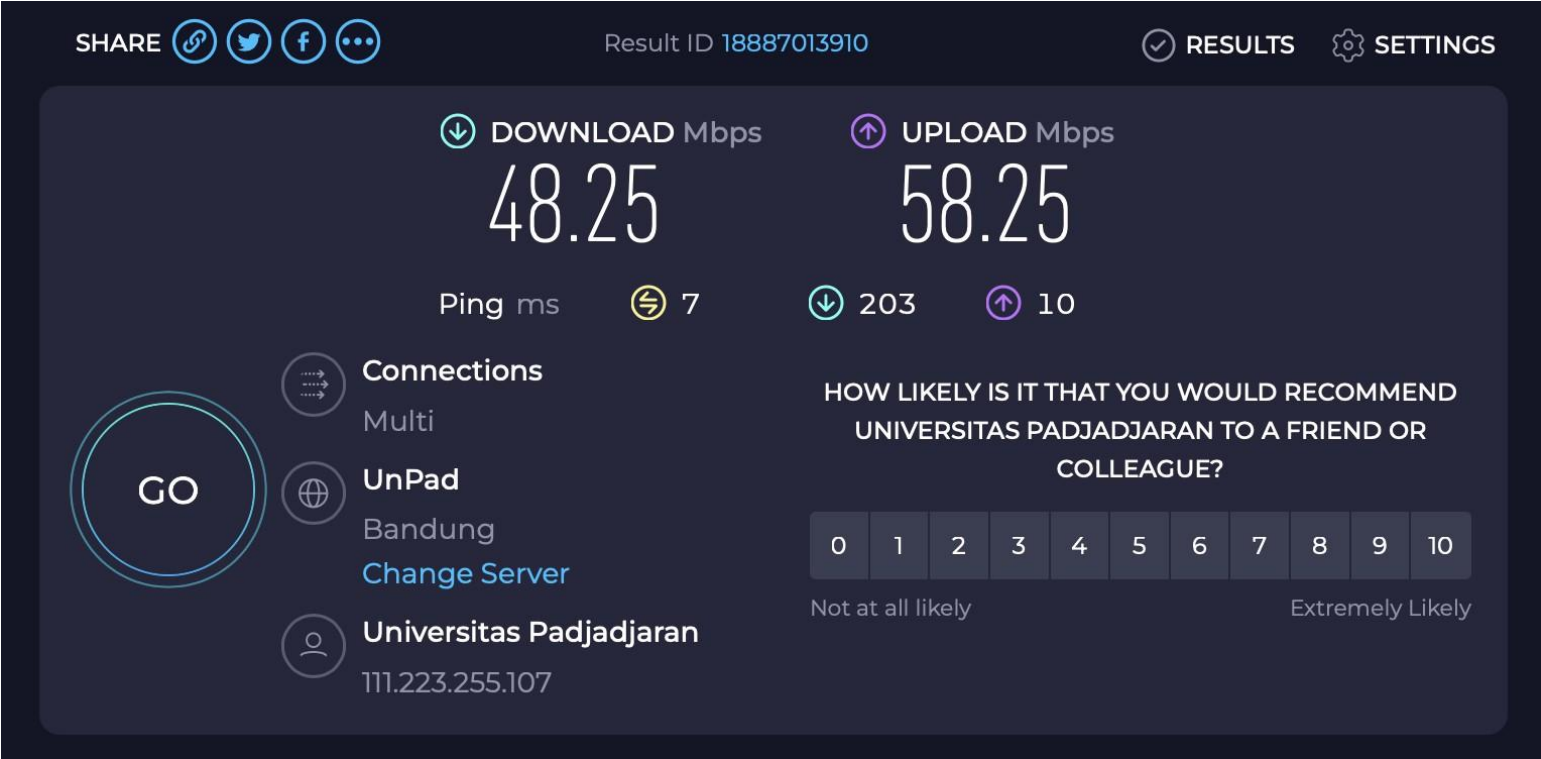 SHARE
Result ID 18887013910
RESULTS
SETTINGS
DOWNLOAD Mbps
48.25
UPLOAD Mbps
58.25
Ping ms
7
203
10
GO
Connections
Multi
UnPad
Bandung
Change Server
Universitas Padjadjaran
111.223.255.107
HOW LIKELY IS IT THAT YOU WOULD RECOMMEND
UNIVERSITAS PADJADJARAN TO A FRIEND OR
COLLEAGUE?
0 1 2 3 4 5 6 7 8 9 10
Not at all likely
Extremely Likely